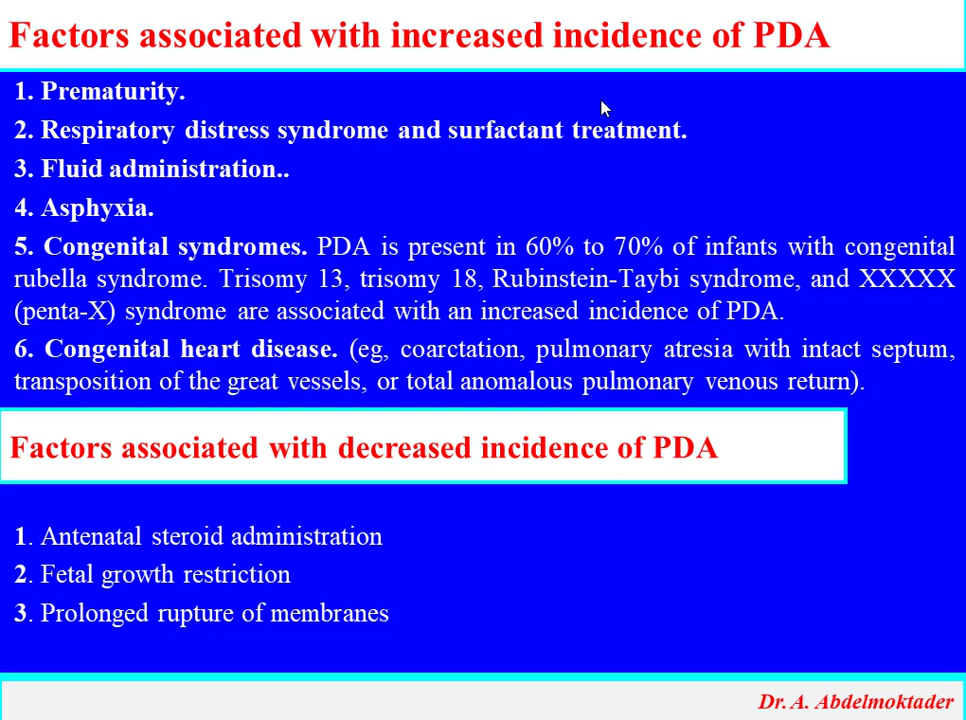 Factors associated with increased incidence of PDA
1. Prematurity.
2. Respiratory distress syndrome and surfactant treatment.
3. Fluid administration..
4. Asphyxia.
5. Congenital syndromes. PDA is present in 60% to 70% of infants with congenital
rubella syndrome. Trisomy 13, trisomy 18, Rubinstein-Taybi syndrome, and XXXXX
(penta-X) syndrome are associated with an increased incidence of PDA.
6. Congenital heart disease. (eg, coarctation, pulmonary atresia with intact septum,
transposition of the great vessels, or total anomalous pulmonary venous return).
Factors associated with decreased incidence of PDA
1. Antenatal steroid administration
2. Fetal growth restriction
3. Prolonged rupture of membranes
Dr. A. Abdelmoktader